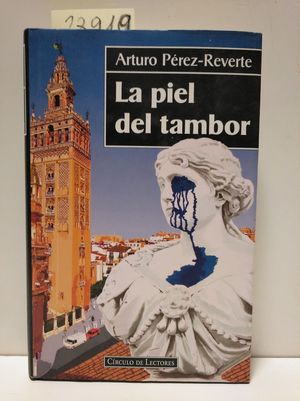 23919
Arturo Pérez-Reverte
La piel
del tambor
CÍRCULO DE LECTORES